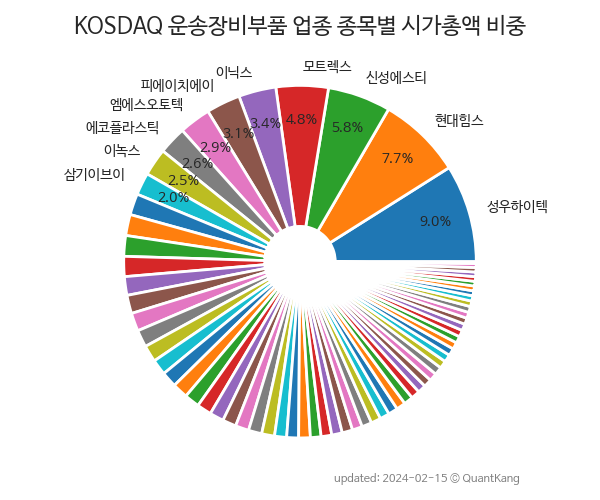 KOSDAQ 운송장비부품 업종 종목별 시가총액 비중
모트렉스
이닉스
신성에스티
피에이치에이
엠에스오토텍
현대힘스
에코플라스틱
이녹스
삼기이브이
성우하이텍
4.8%
3.4%
5.8%
3.1%
2.9%
7.7%
2.6%
2.5%
2.0%
9.0%
updated: 2024-02-15 © QuantKang